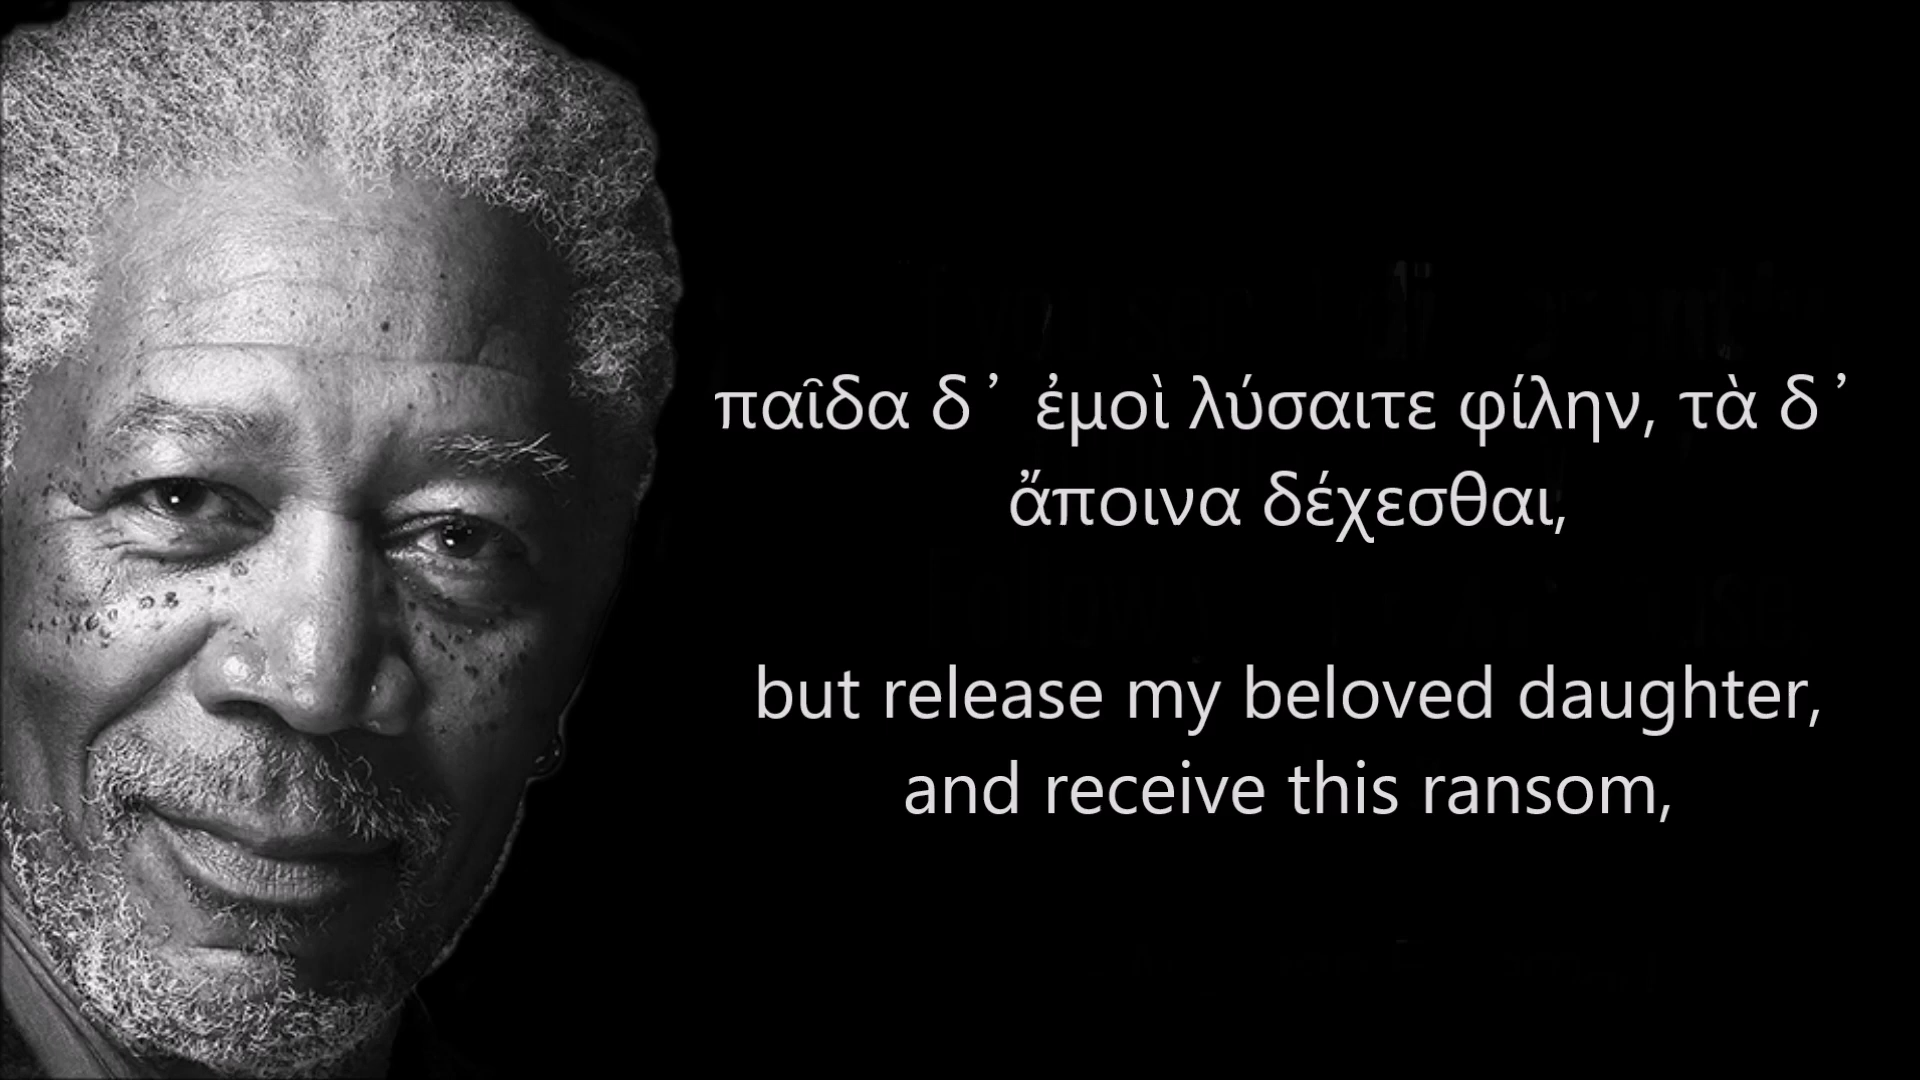 παῖδα δ᾽ ἐμοὶ λύσαιτε φίλην, τὰ δ᾽
ἄποινα δέχεσθαι,
but release my beloved daughter,
and receive this ransom,